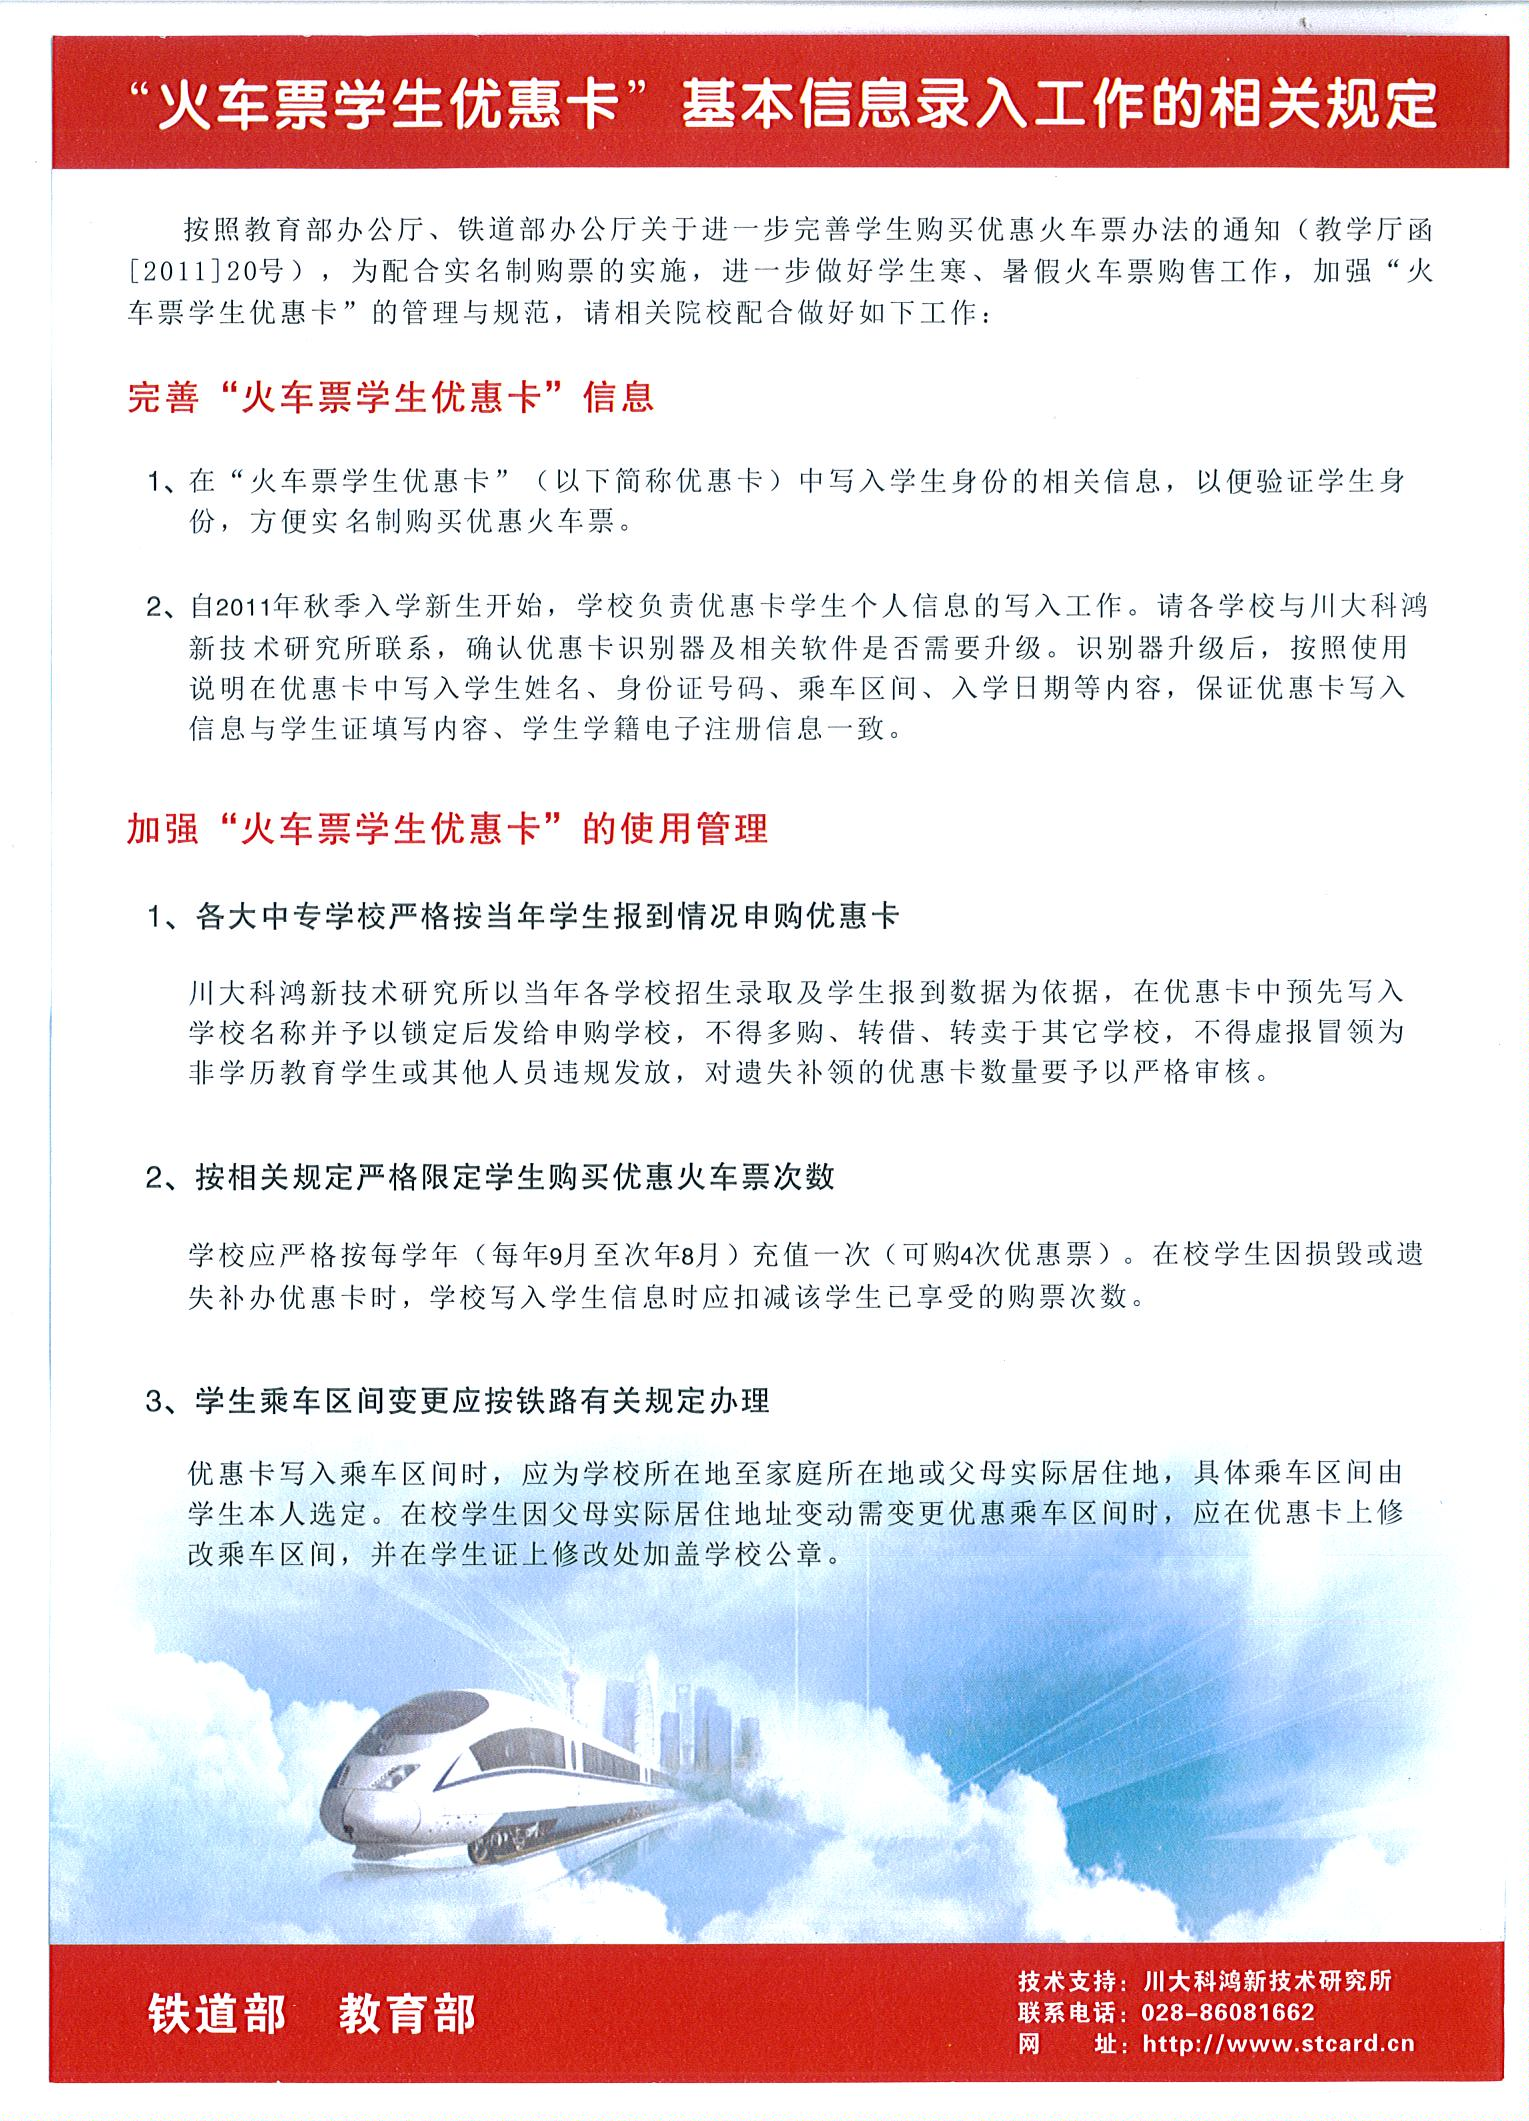 “火车票学生优惠卡”基本信息录入工作的相关规定
按照教育部办公厅、铁道部办公厅关于进一步完善学生购买优惠火车票办法的通知（教学厅函
[2011]20号），为配合实名制购票的实施，进一步做好学生寒、暑假火车票购售工作，加强“火
车票学生优惠卡”的管理与规范，请相关院校配合做好如下工作：
完善“火车票学生优惠卡”信息
1、在“火车票学生优惠卡”（以下简称优惠卡）中写入学生身份的相关信息，以便验证学生身
份，方便实名制购买优惠火车票。
2、自2011年秋季入学新生开始，学校负责优惠卡学生个人信息的写入工作。请各学校与川大科鸿
新技术研究所联系，确认优惠卡识别器及相关软件是否需要升级。识别器升级后，按照使用
说明在优惠卡中写入学生姓名、身份证号码、乘车区间、入学日期等内容，保证优惠卡写入
信息与学生证填写内容、学生学籍电子注册信息一致。
加强“火车票学生优惠卡”的使用管理
1、各大中专学校严格按当年学生报到情况申购优惠卡
川大科鸿新技术研究所以当年各学校招生录取及学生报到数据为依据，在优惠卡中预先写入
学校名称并予以锁定后发给申购学校，不得多购、转借、转卖于其它学校，不得虚报冒领为
非学历教育学生或其他人员违规发放，对遗失补领的优惠卡数量要予以严格审核。
2、按相关规定严格限定学生购买优惠火车票次数
学校应严格按每学年（每年9月至次年8月）充值一次（可购4次优惠票）。在校学生因损毁或遗
失补办优惠卡时，学校写入学生信息时应扣减该学生已享受的购票次数。
3、学生乘车区间变更应按铁路有关规定办理
优惠卡写入乘车区间时，应为学校所在地至家庭所在地或父母实际居住地，具体乘车区间由
学生本人选定。在校学生因父母实际居住地址变动需变更优惠乘车区间时，应在优惠卡上修
改乘车区间，并在学生证上修改处加盖学校公章。
铁道部 教育部
技术支持：川大科鸿新技术研究所
联系电话：028-86081662
网 址：http://www.stcard.cn